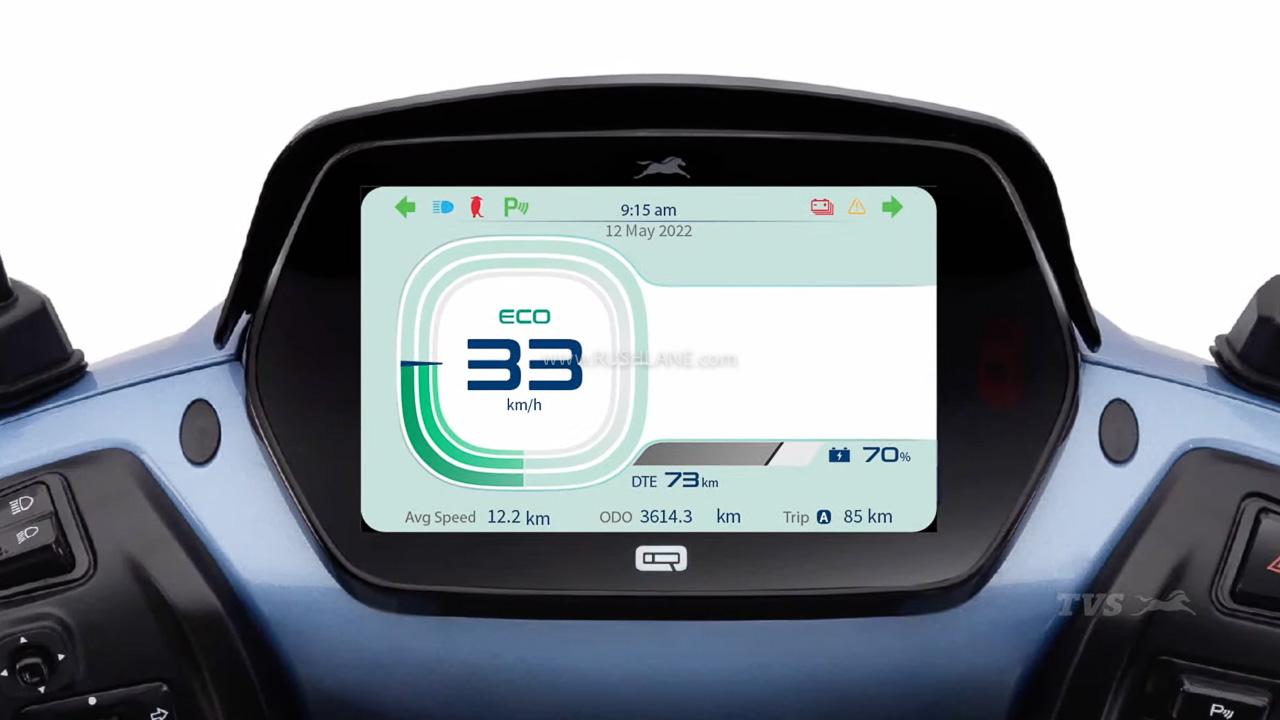 P
9:15 am
12 May 2022
ECO
33
km/h
www.RUSHLANE.com
70%
DTE 73 km
Avg Speed 12.2 km ODO 3614.3 km Trip A 85 km
TVS
P